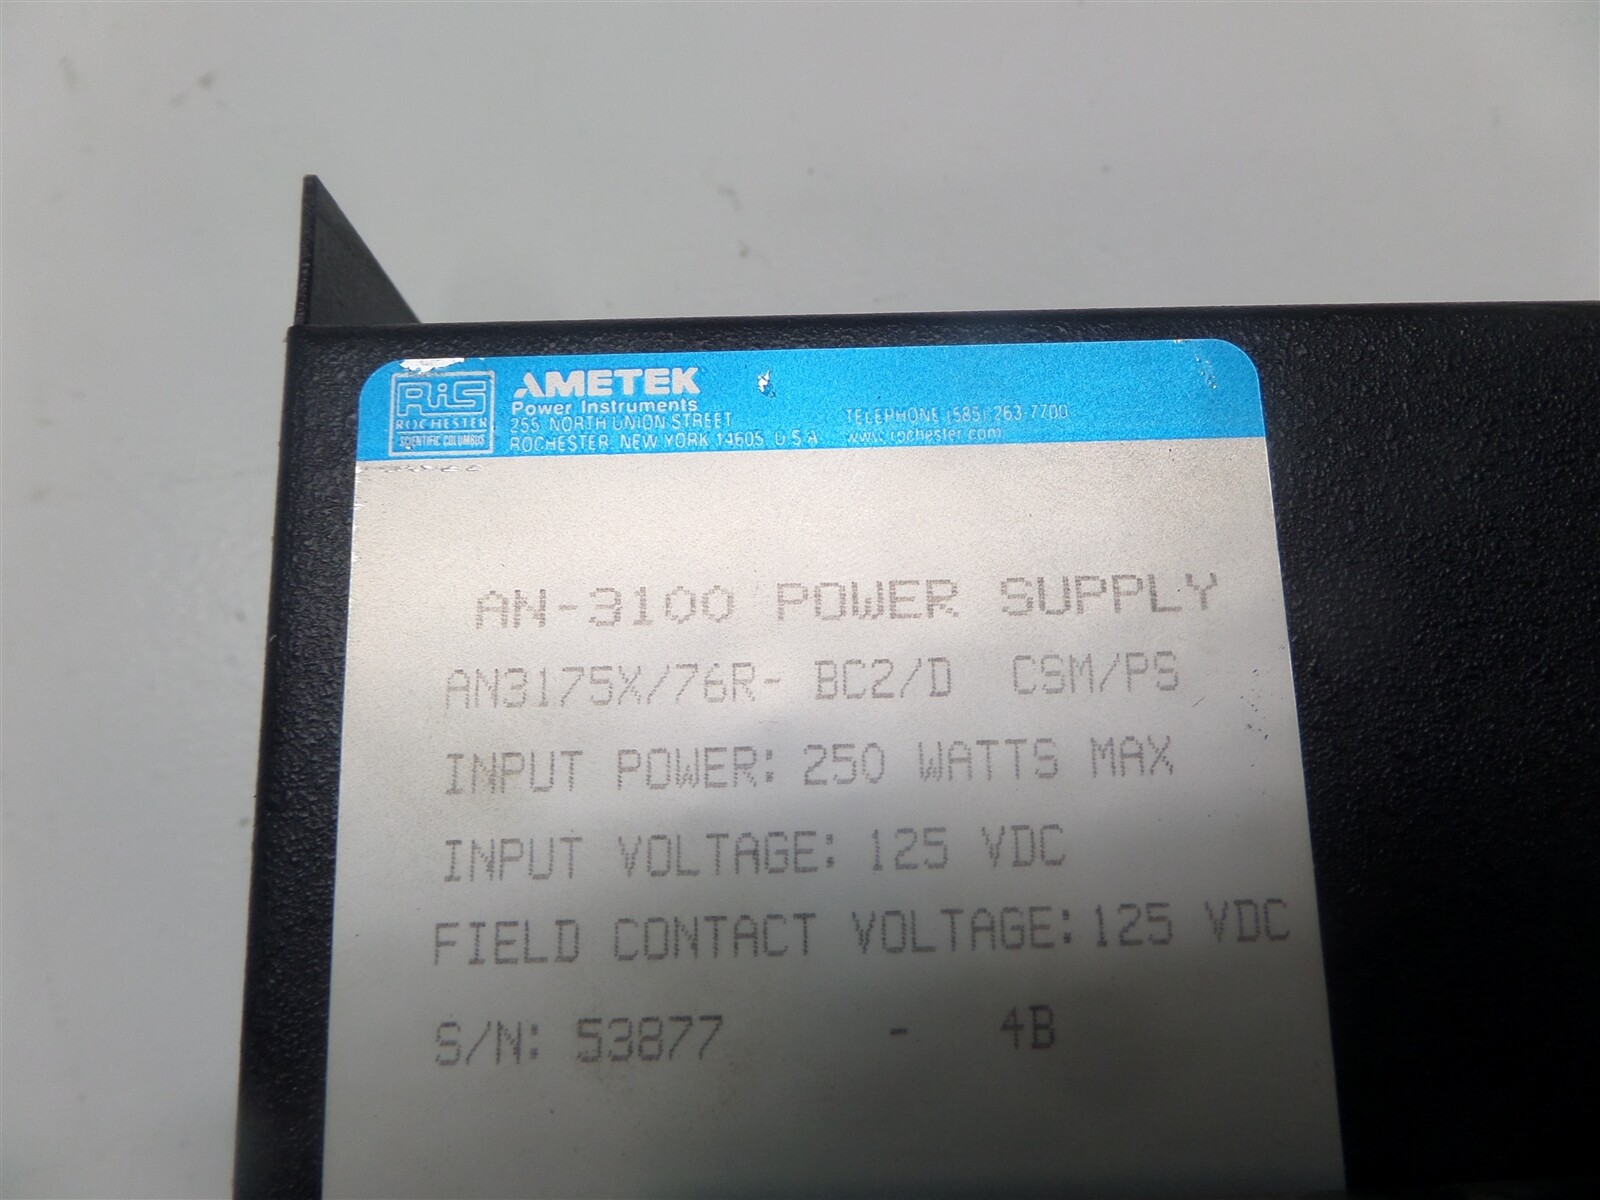 RiS
ROCHESTER
SCIENTIFIC COLUMBUS
AMETEK
Power Instruments
255 NORTH UNION STREET
ROCHESTER, NEW YORK 14605 U.S.A.
TELEPHONE (585) 263-7700
www.rochester.com
AN-3100 POWER SUPPLY
AN3175X/76R- BC2/D CSM/PS
INPUT POWER: 250 WATTS MAX
INPUT VOLTAGE: 125 VDC
FIELD CONTACT VOLTAGE: 125 VDC
S/N: 53877 - 4B